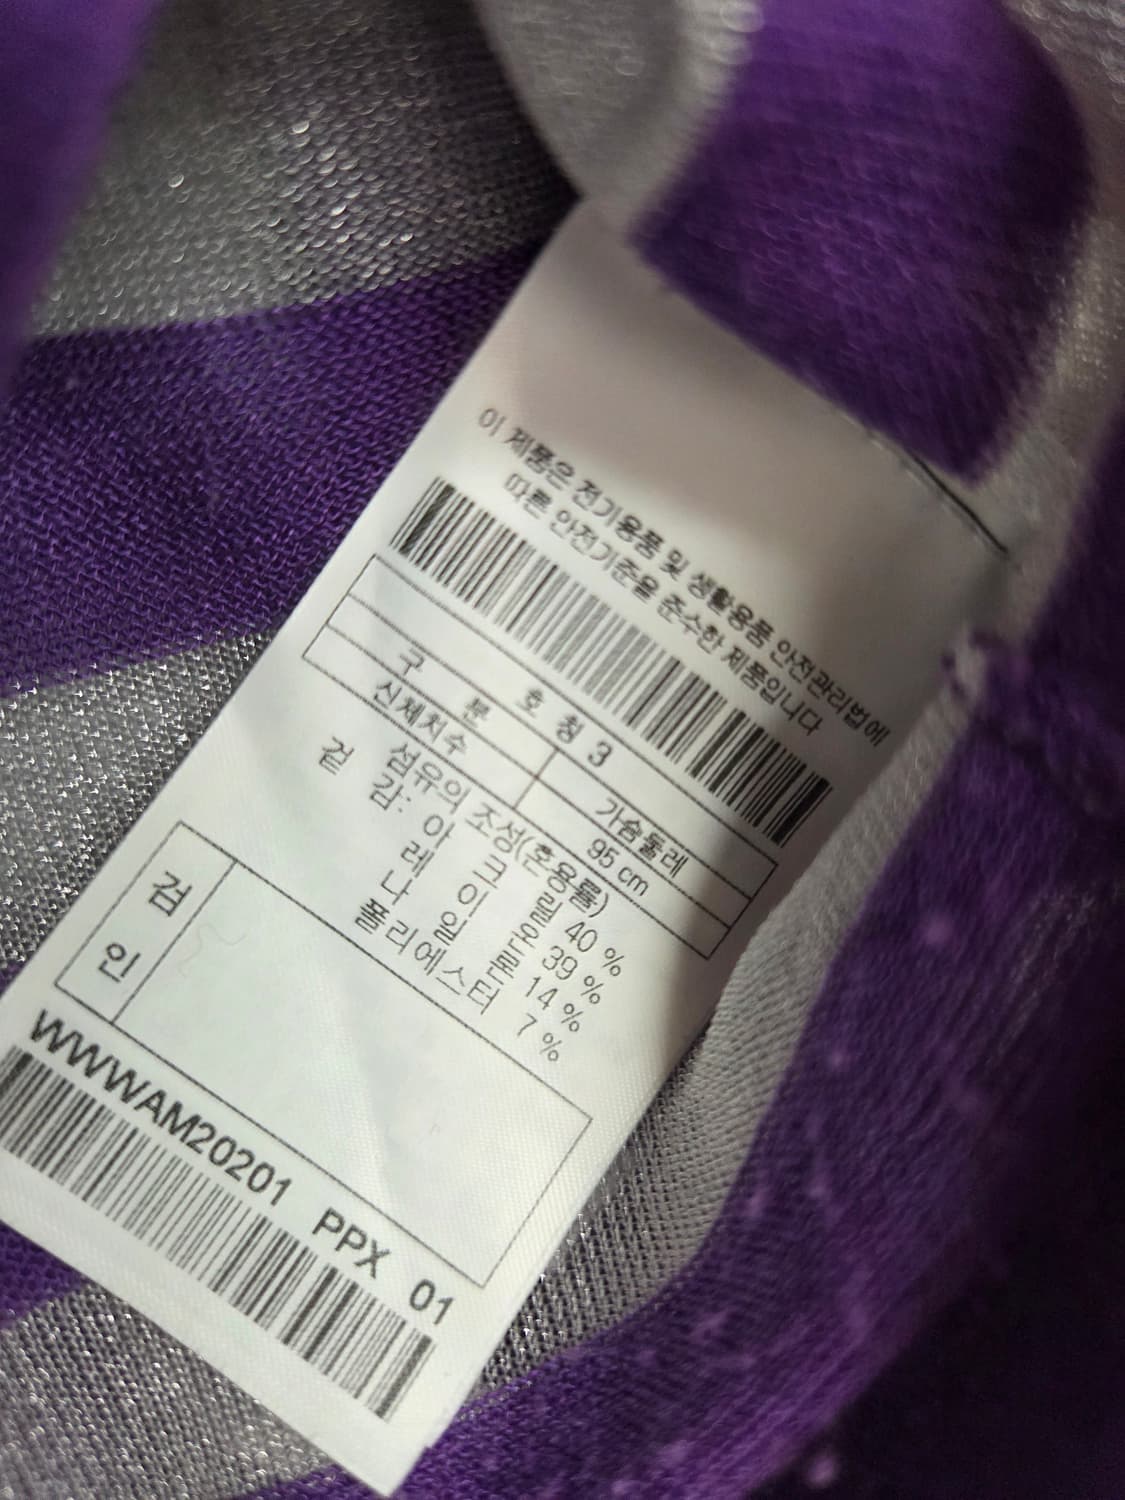 이 제품은 전기용품 및 생활용품 안전관리법에
따른 안전기준을 준수한 제품입니다
호 칭 3
구 분 가슴둘레
신체치수 95 cm
섬유의 조성(혼용률)
겉 감: 아 크 릴 40 %
레 이 온 39 %
나 일 론 14 %
폴리에스터 7 %
검 인
WWWAM20201 PPX 01